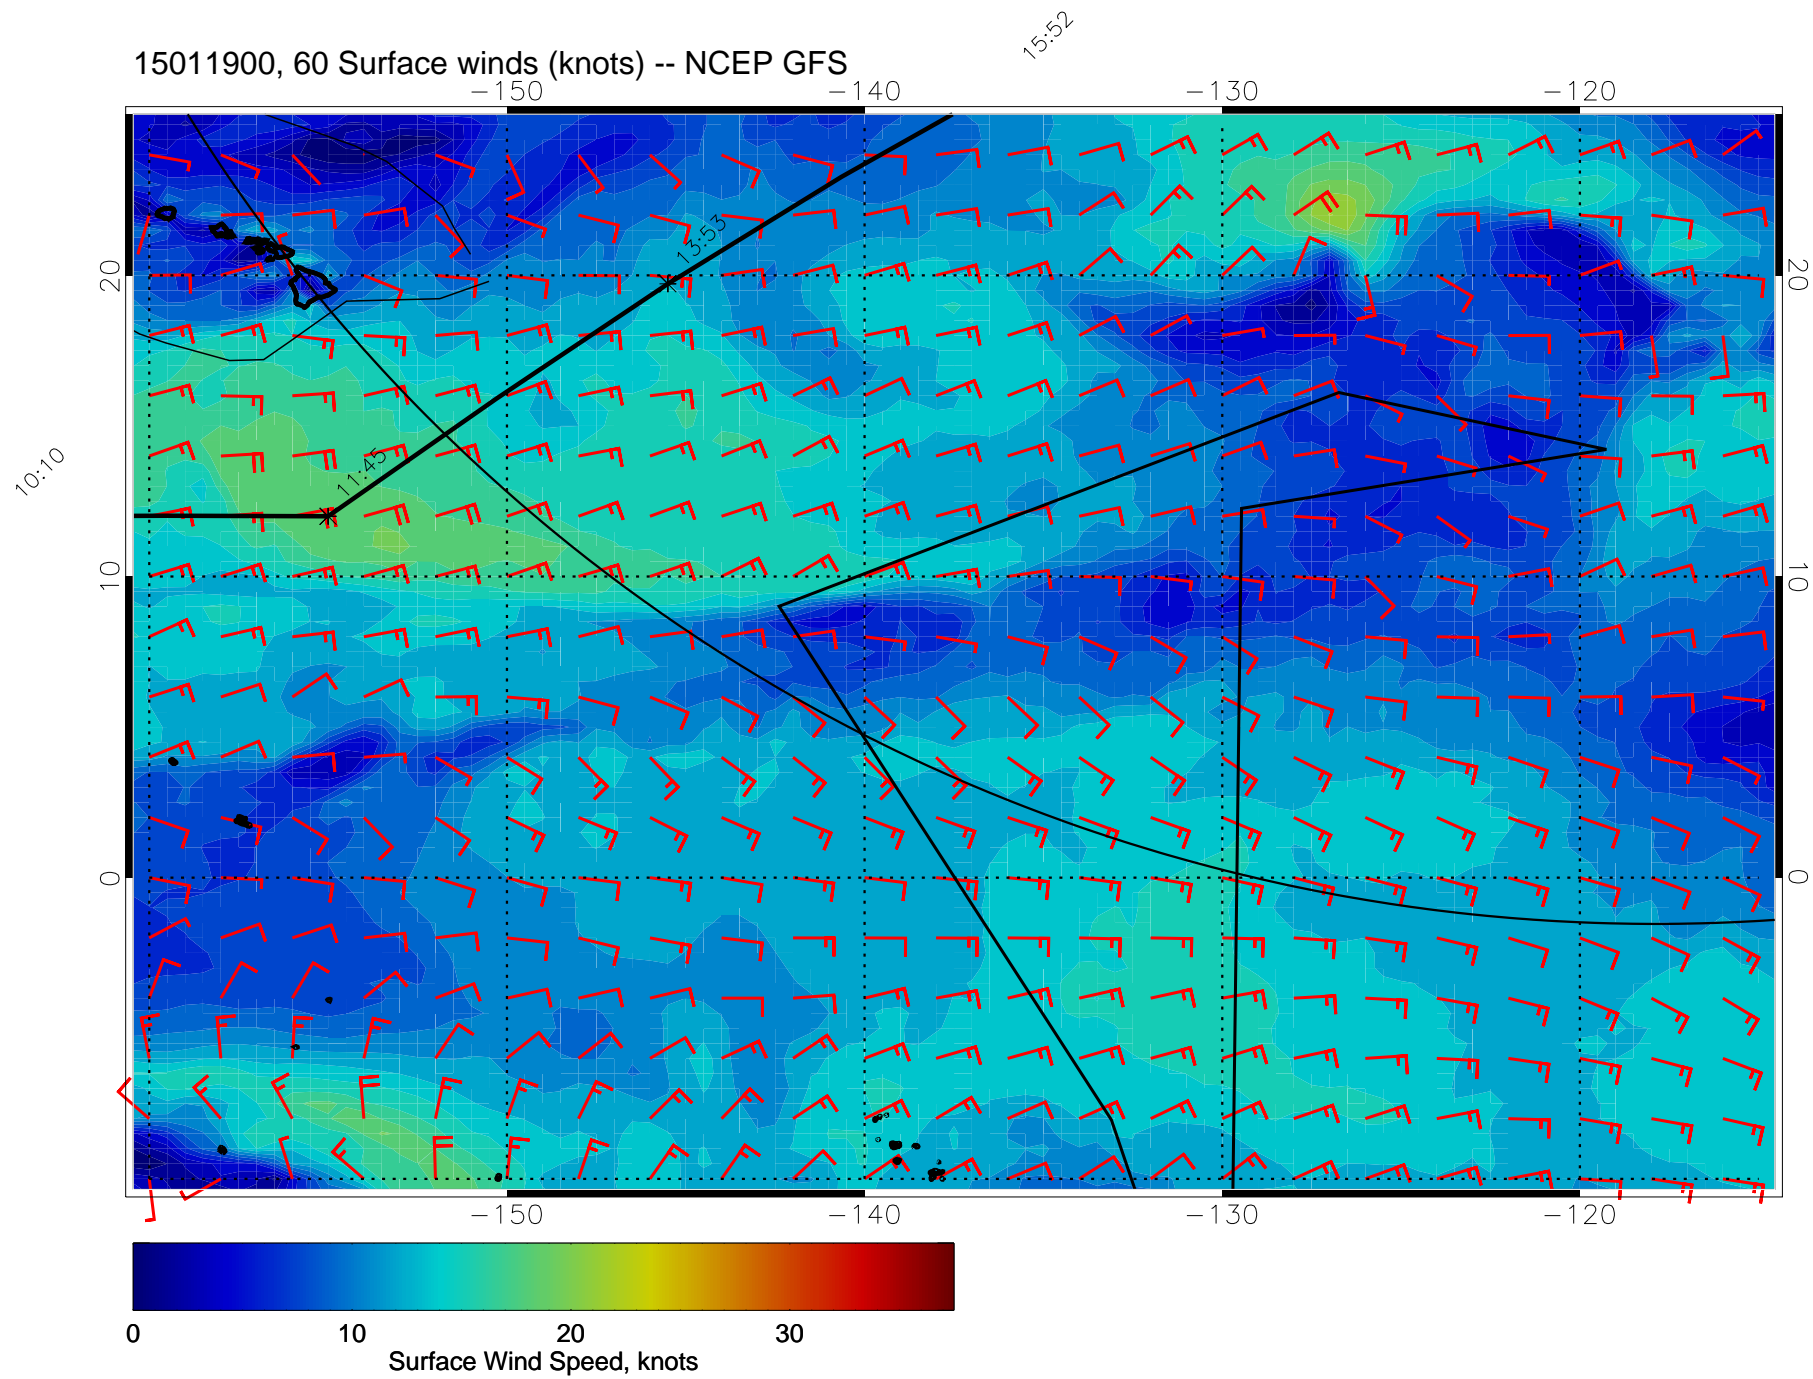 15:52
15011900, 60 Surface winds (knots) -- NCEP GFS
−150 −140 −130 −120
13:53
20 20
10:10
11:45
10 10
0 0
−150 −140 −130 −120
0 10 20 30
Surface Wind Speed, knots